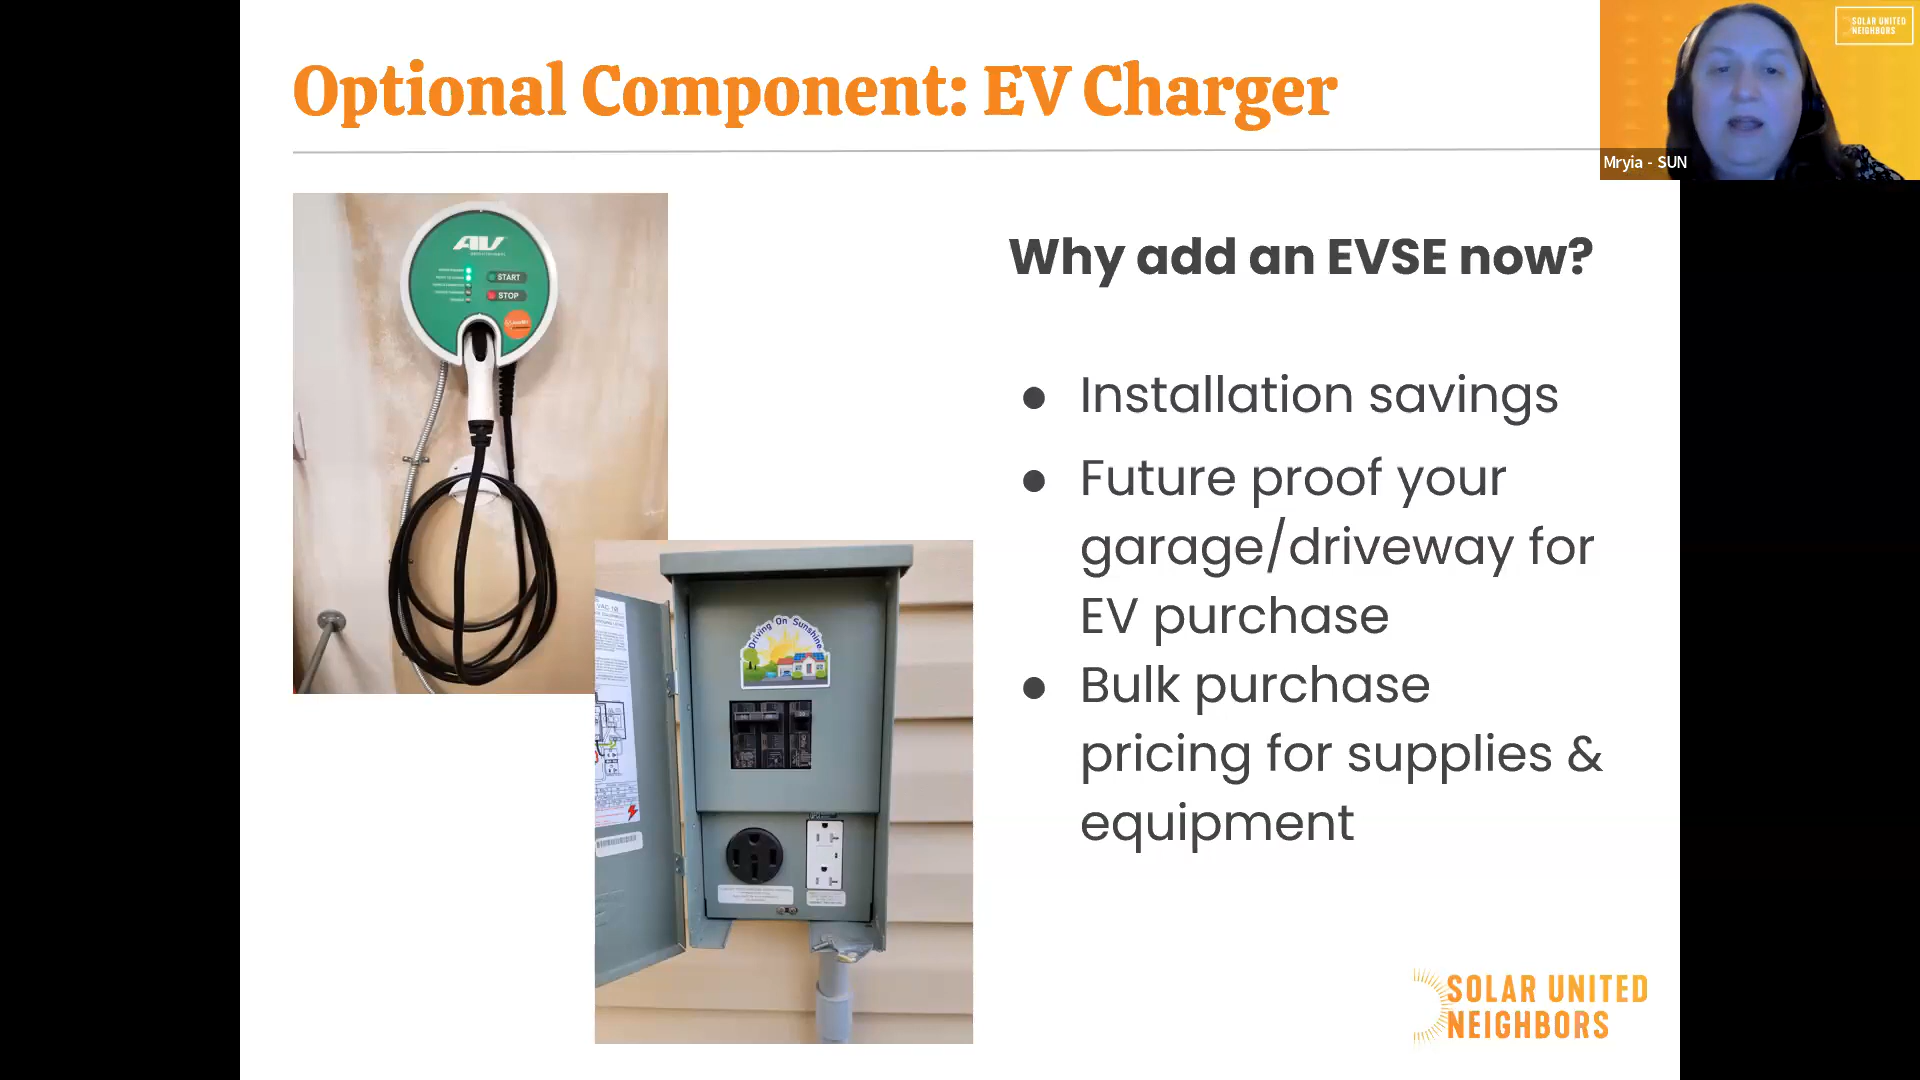 Optional Component: EV Charger
SOLAR UNITED
NEIGHBORS
Mryia - SUN
AV
START
STOP
Why add an EVSE now?
● Installation savings
● Future proof your
garage/driveway for
EV purchase
● Bulk purchase
pricing for supplies &
equipment
Driving On Sunshine
SOLAR UNITED
NEIGHBORS